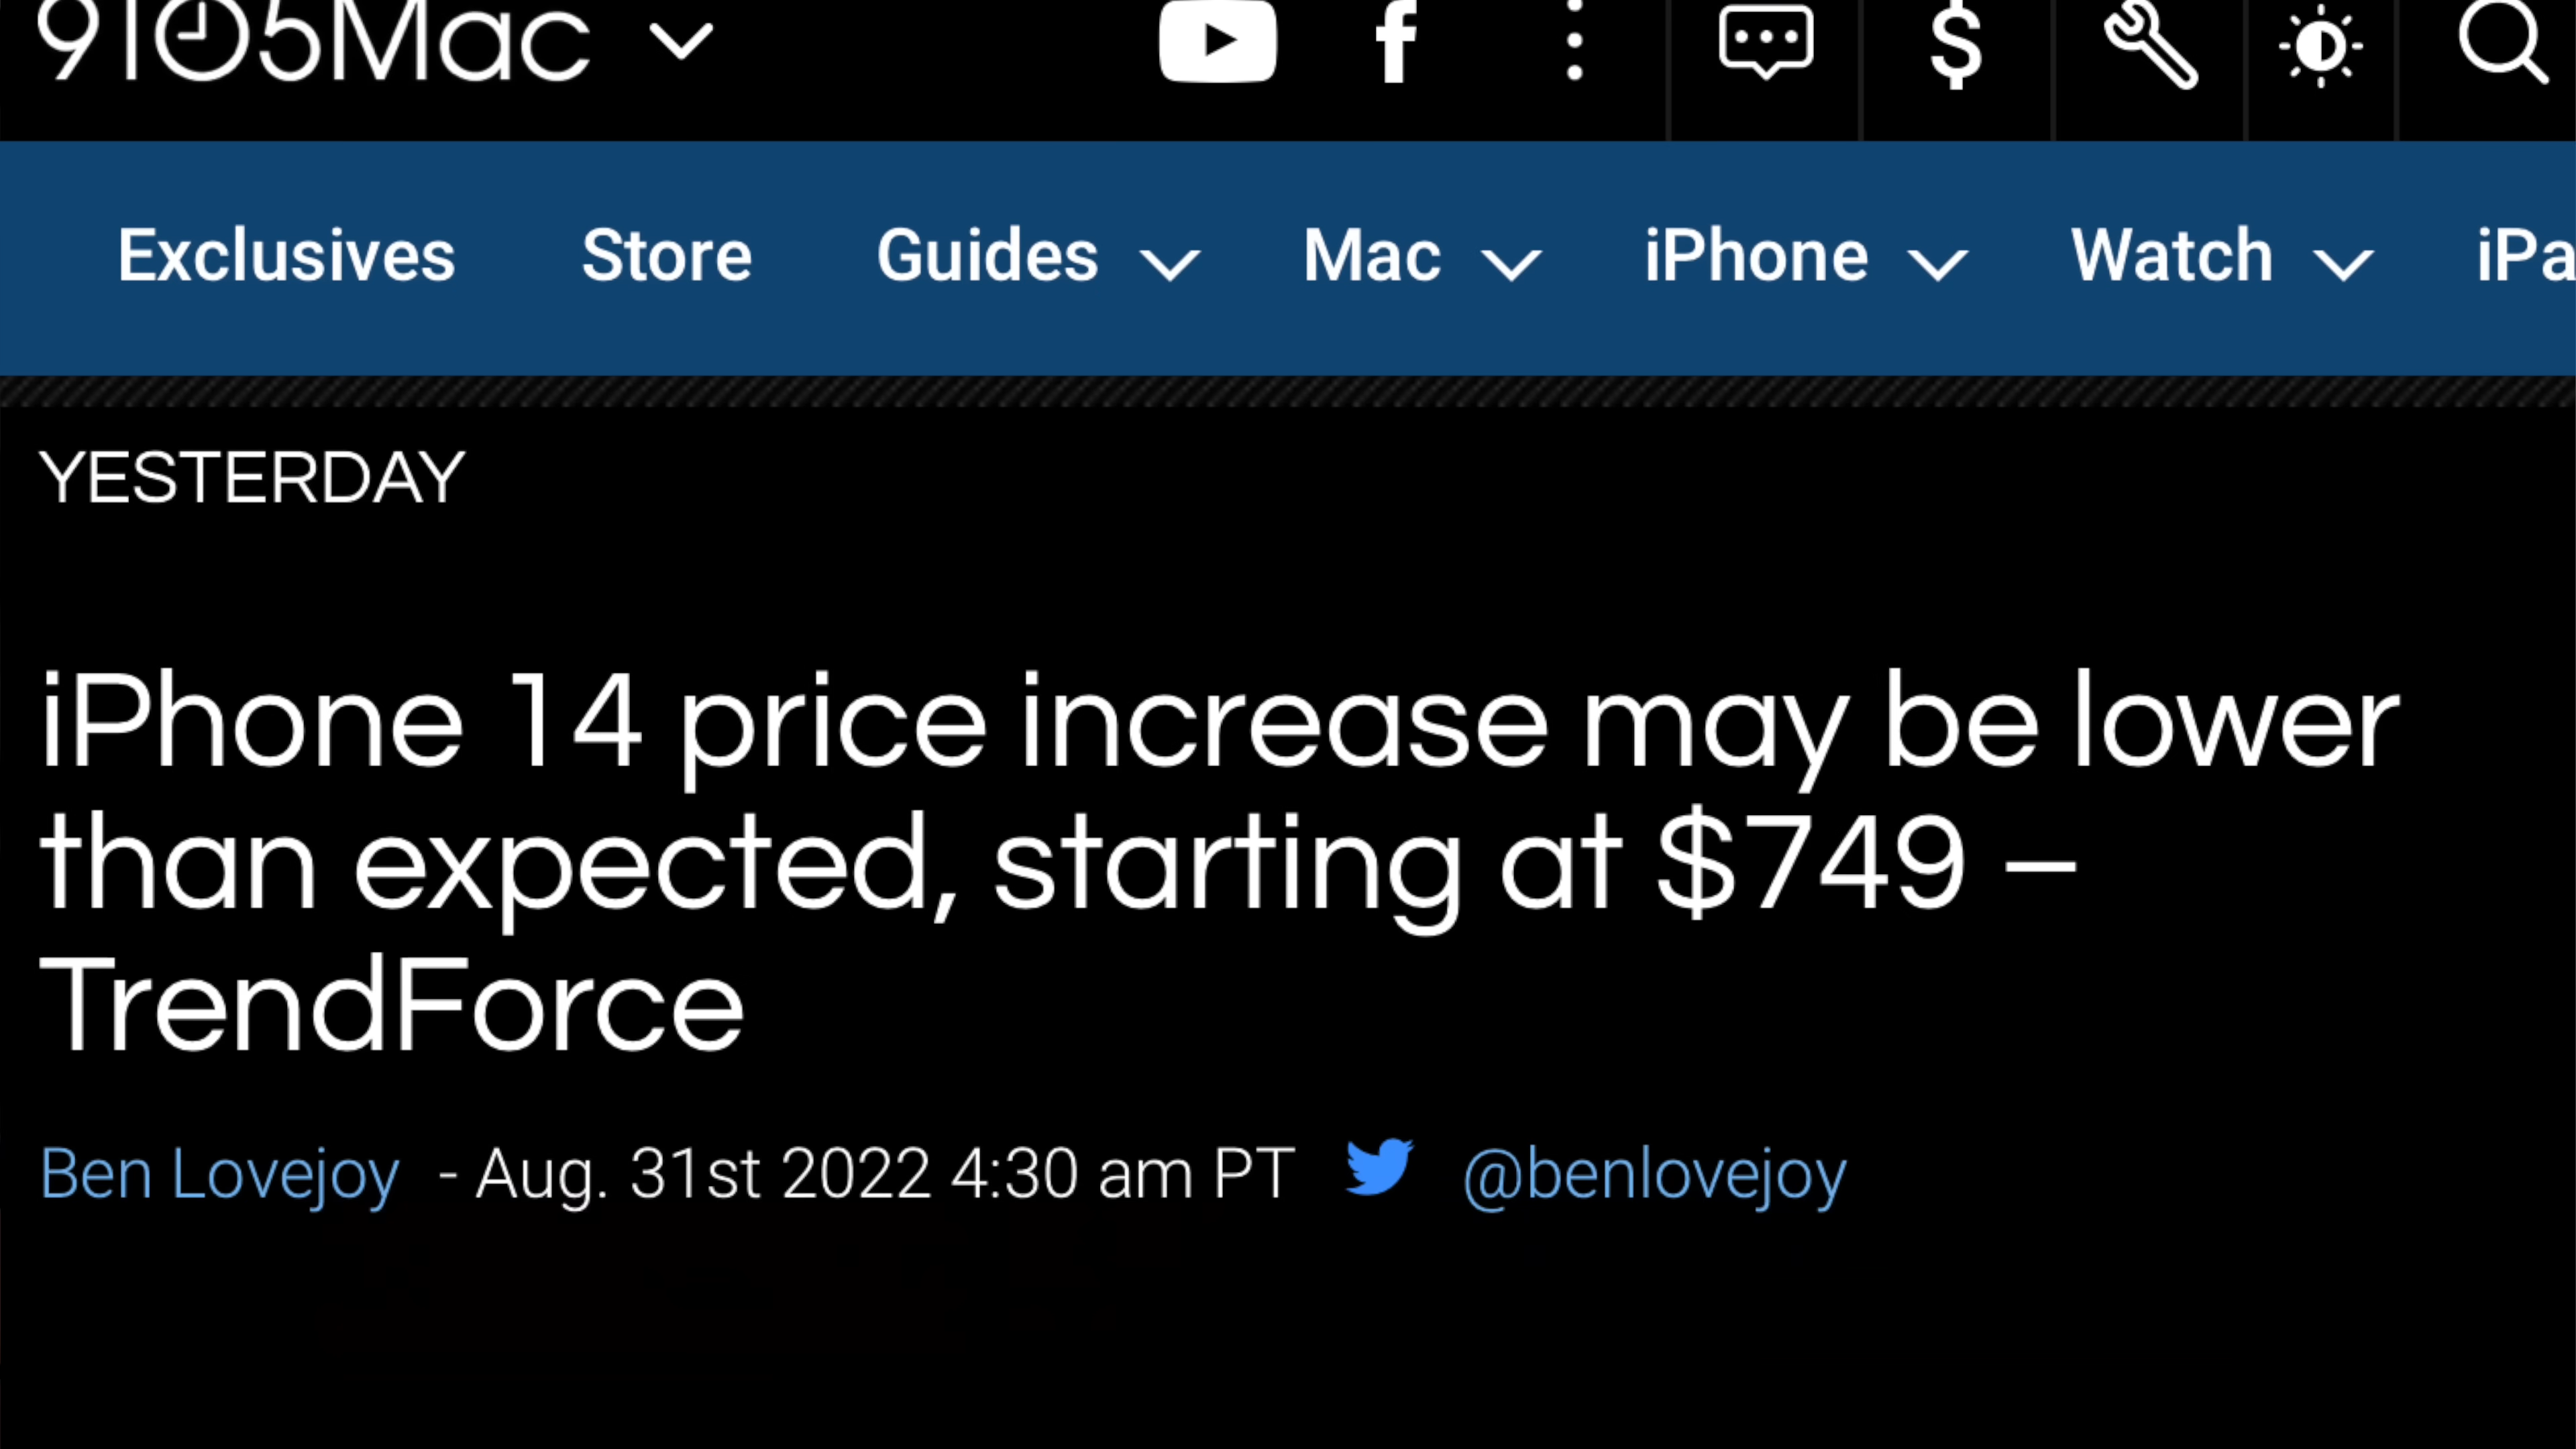 9TO5Mac
Exclusives Store Guides Mac iPhone Watch iPa
YESTERDAY
iPhone 14 price increase may be lower
than expected, starting at $749 –
TrendForce
Ben Lovejoy - Aug. 31st 2022 4:30 am PT @benlovejoy